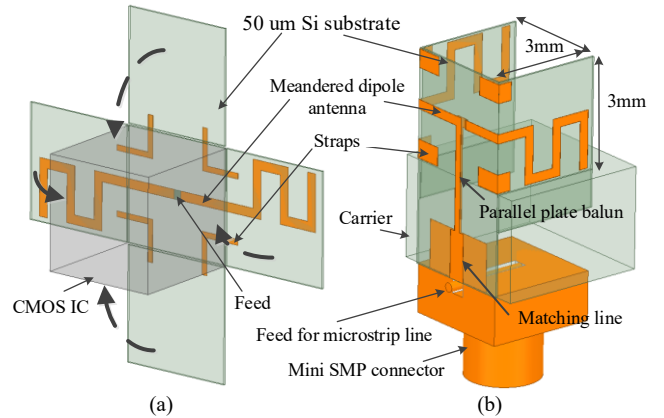 50 um Si substrate
3mm
Meandered dipole
antenna
3mm
Straps
Carrier
Parallel plate balun
CMOS IC
Feed
Feed for microstrip line
Matching line
Mini SMP connector
(a)
(b)